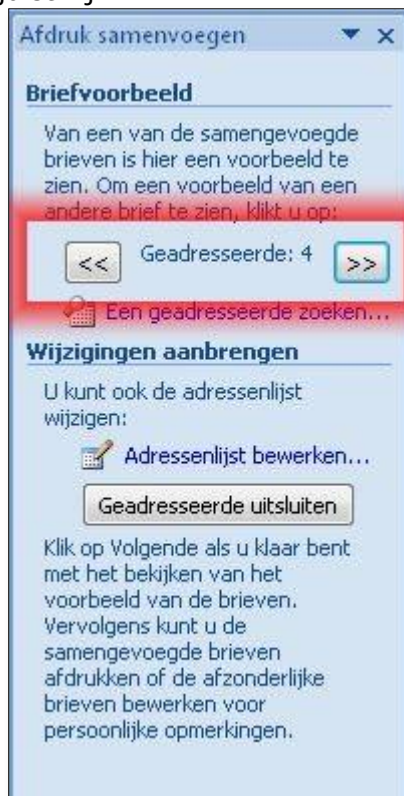 Afdruk samenvoegen
Briefvoorbeeld
Van een van de samengevoegde
brieven is hier een voorbeeld te
zien. Om een voorbeeld van een
andere brief te zien, klikt u op:
<< Geadresseerde: 4 >>
Een geadresseerde zoeken...
Wijzigingen aanbrengen
U kunt ook de adressenlijst
wijzigen:
Adressenlijst bewerken...
Geadresseerde uitsluiten
Klik op Volgende als u klaar bent
met het bekijken van het
voorbeeld van de brieven.
Vervolgens kunt u de
samengevoegde brieven
afdrukken of de afzonderlijke
brieven bewerken voor
persoonlijke opmerkingen.